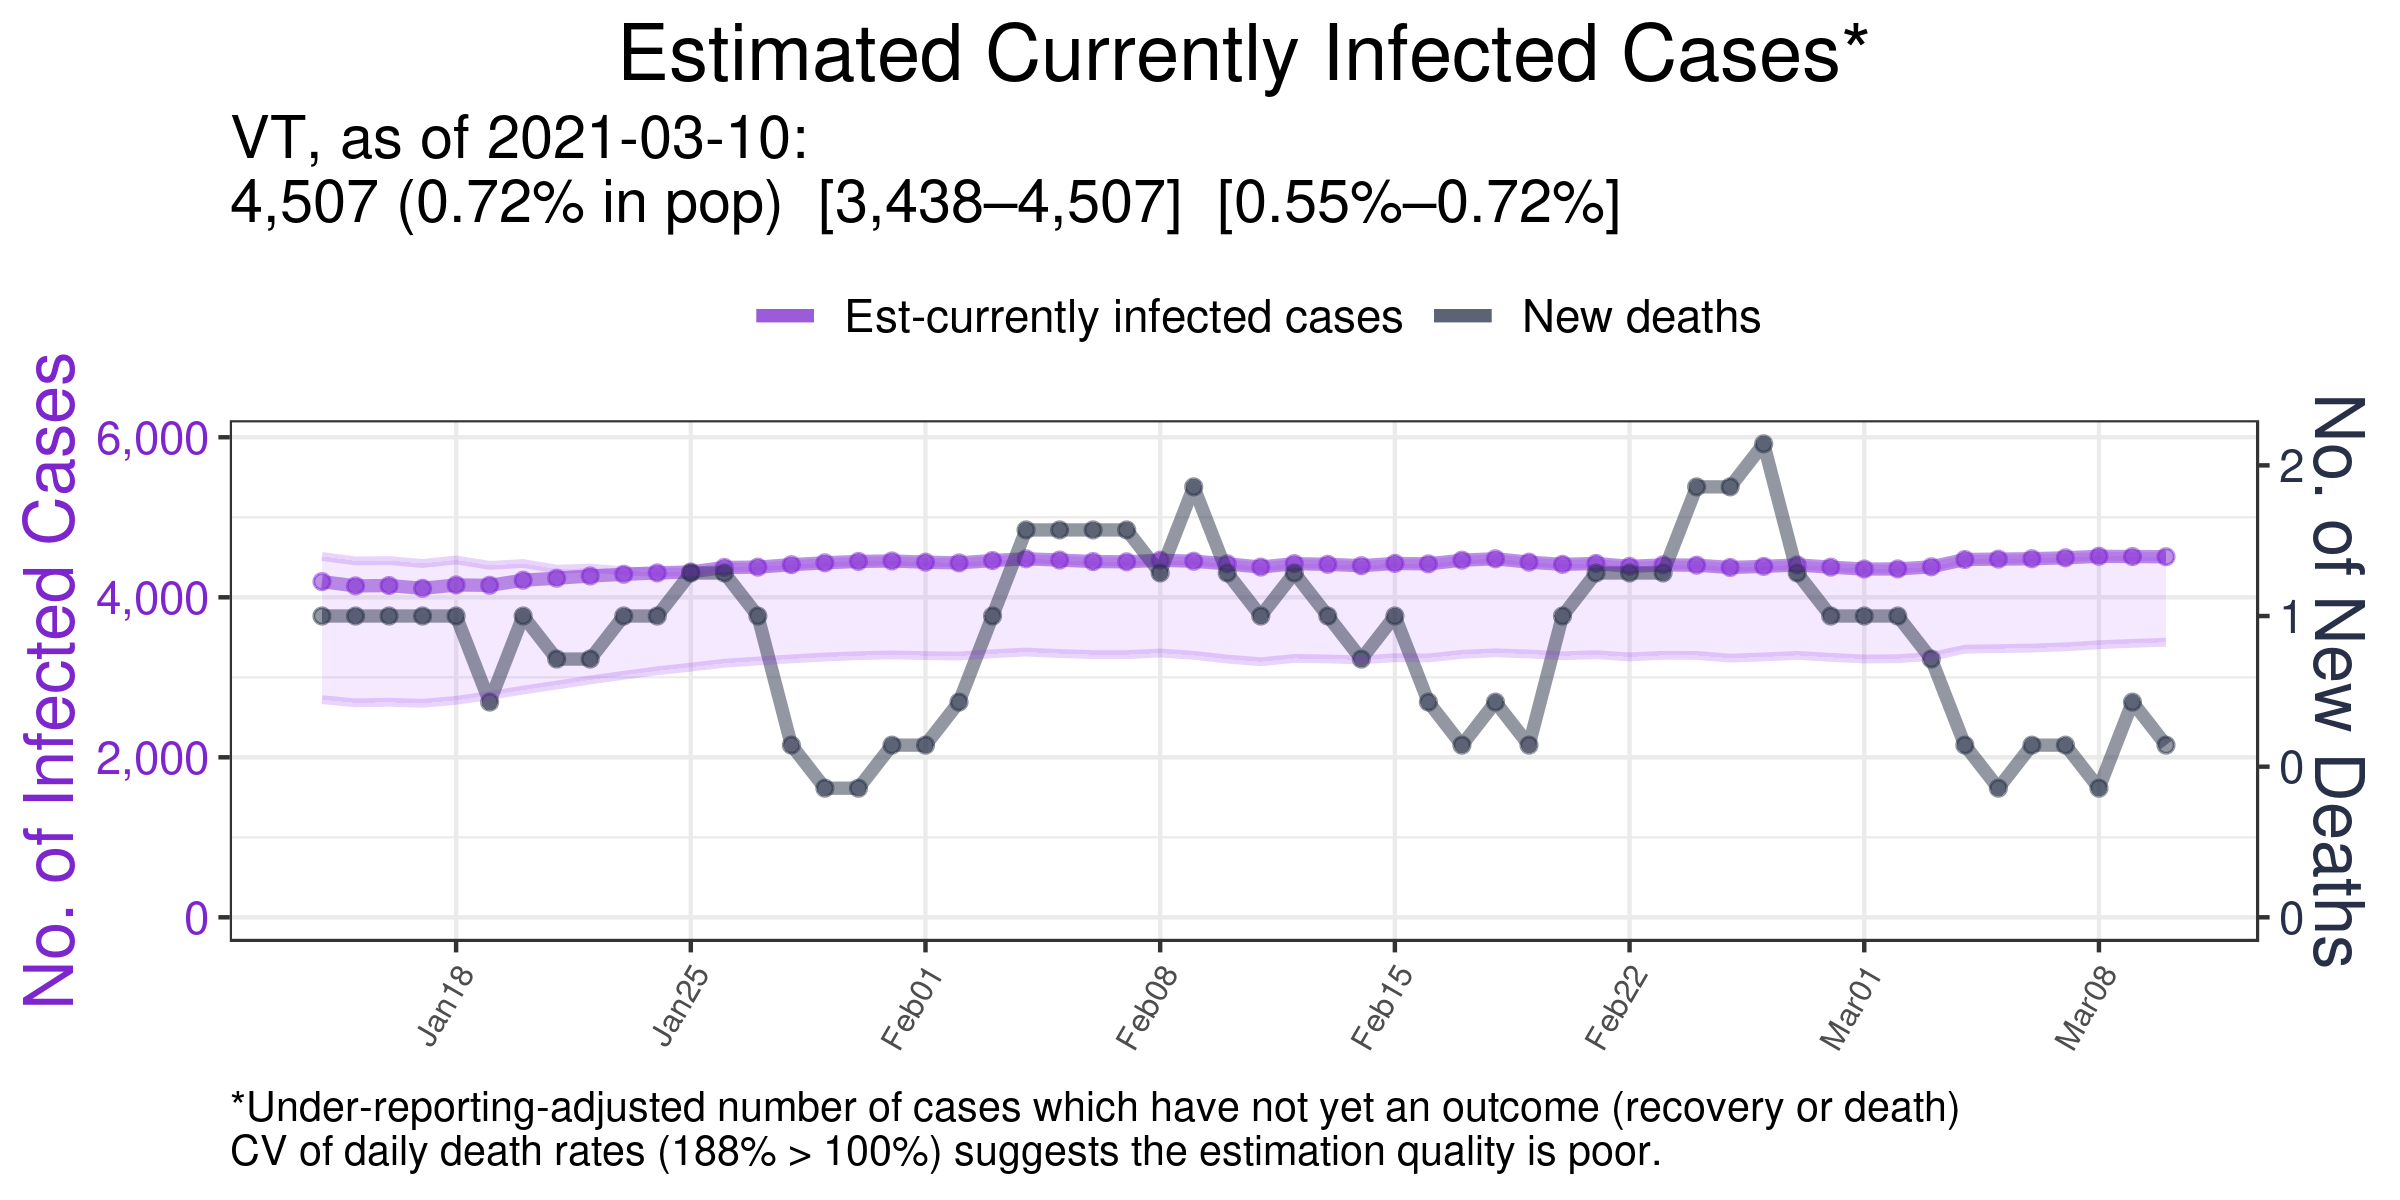 Estimated Currently Infected Cases*
VT, as of 2021-03-10:
4,507 (0.72% in pop)  [3,438–4,507]  [0.55%–0.72%]
Est-currently infected cases
New deaths
No. of Infected Cases
6,000
4,000
2,000
0
2
1
0
0
No. of New Deaths
Jan18
Jan25
Feb01
Feb08
Feb15
Feb22
Mar01
Mar08
*Under-reporting-adjusted number of cases which have not yet an outcome (recovery or death)
CV of daily death rates (188% > 100%) suggests the estimation quality is poor.